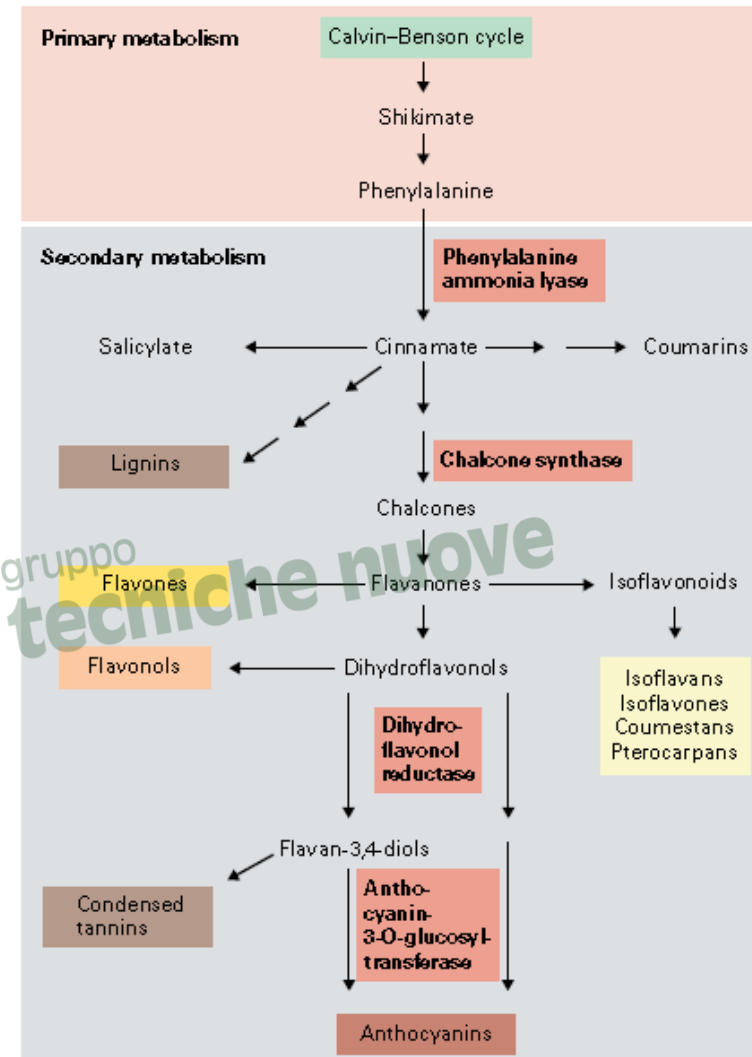 Primary metabolism
Calvin–Benson cycle
Shikimate
Phenylalanine
Secondary metabolism
Phenylalanine
ammonia lyase
Salicylate
Cinnamate
Coumarins
Lignins
Chalcone synthase
Chalcones
gruppo
tecniche nuove
Flavones
Flavanones
Isoflavonoids
Flavonols
Dihydroflavonols
Isoflavans
Isoflavones
Coumestans
Pterocarpans
Dihydro-
flavonol
reductase
Flavan-3,4-diols
Condensed
tannins
Antho-
cyanin-
3-O-glucosyl-
transferase
Anthocyanins